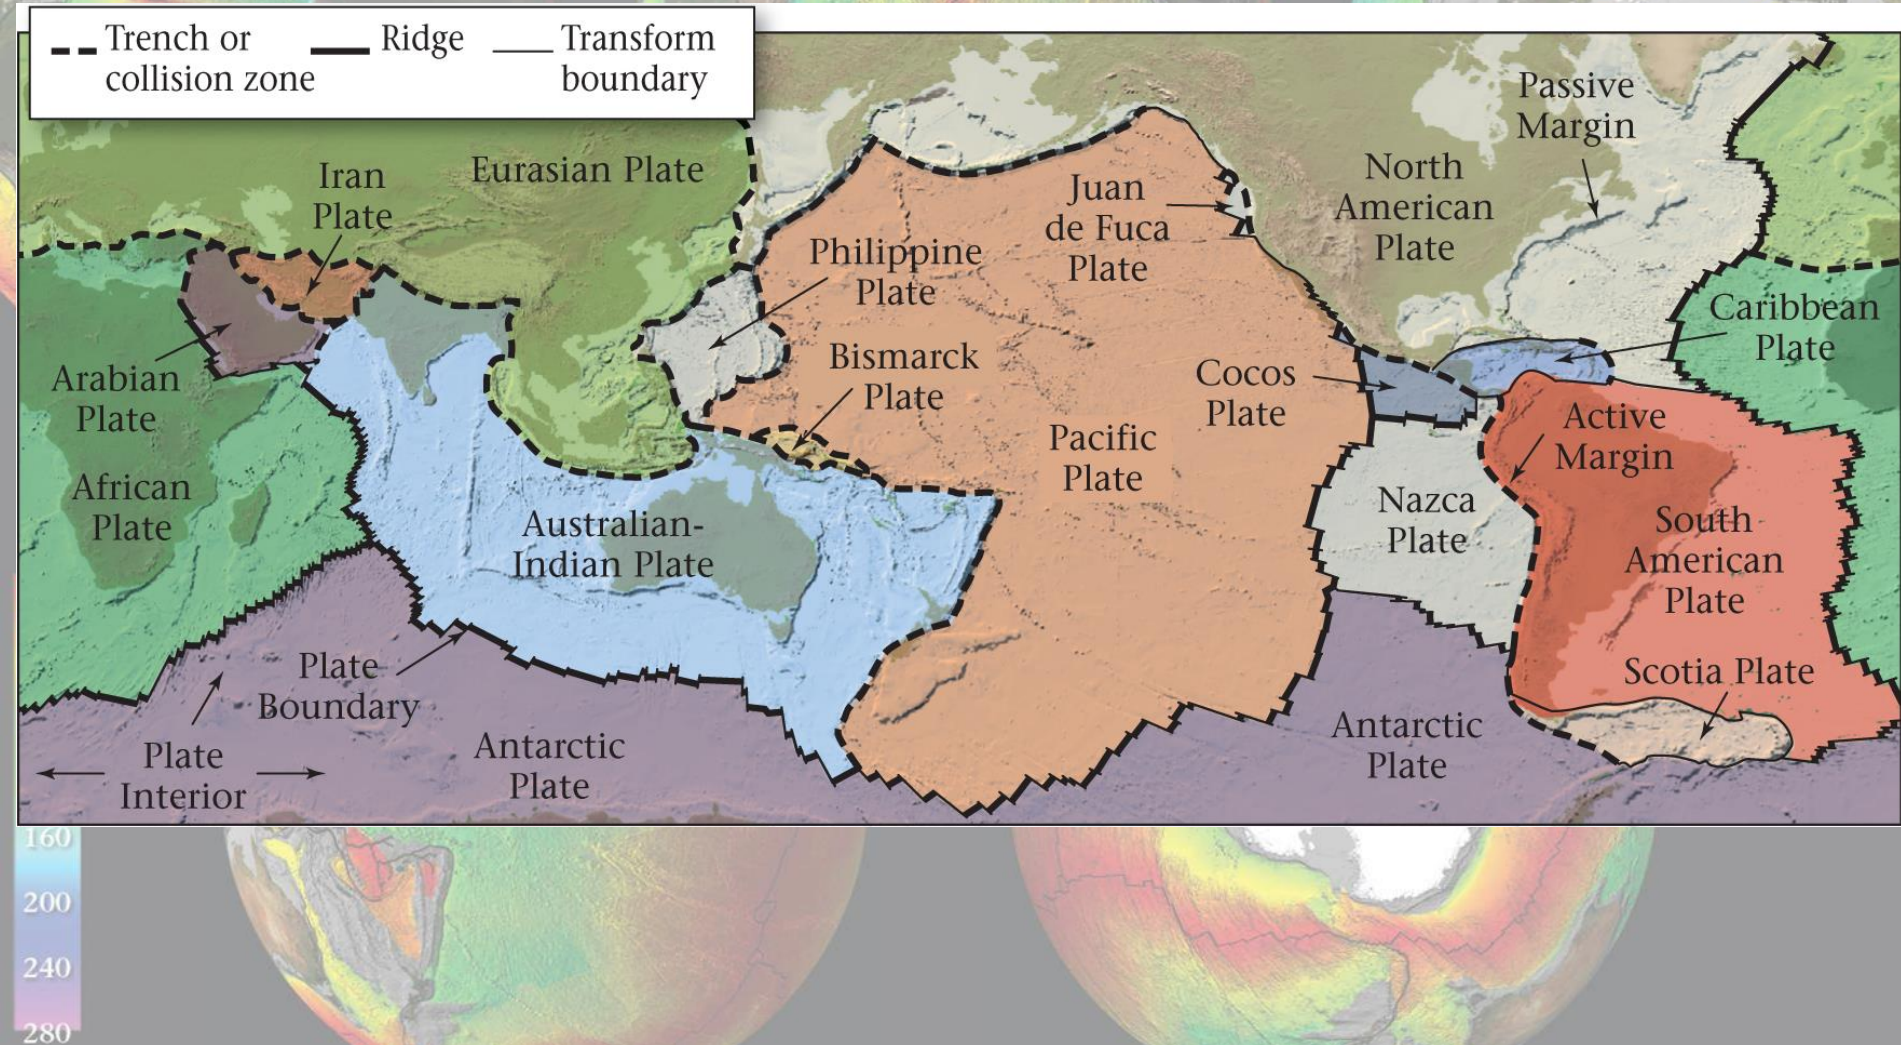 Trench or
collision zone
Ridge
Transform
boundary
Passive
Margin
Iran
Plate
Eurasian Plate
North
American
Plate
Juan
de Fuca
Plate
Philippine
Plate
Caribbean
Plate
Bismarck
Plate
Arabian
Plate
Cocos
Plate
Active
Margin
Pacific
Plate
African
Plate
Nazca
Plate
Australian-
Indian Plate
South
American
Plate
Plate
Boundary
Scotia Plate
Antarctic
Plate
Antarctic
Plate
Plate
Interior
160
200
240
280